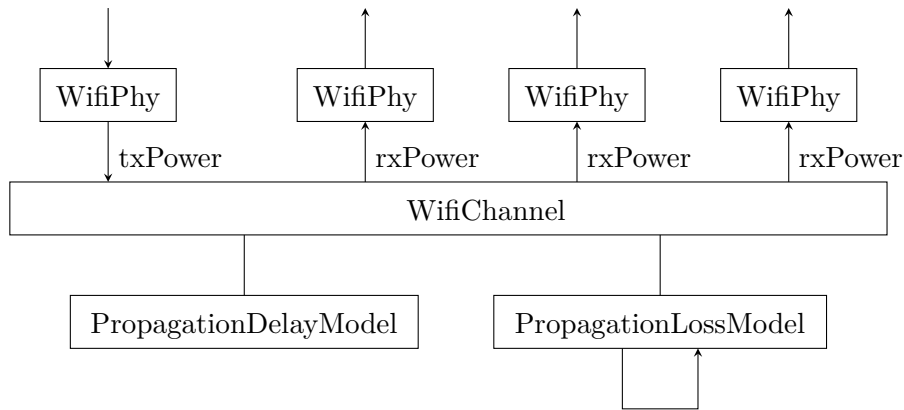 WifiPhy WifiPhy WifiPhy WifiPhy
txPower rxPower rxPower rxPower
WifiChannel
PropagationDelayModel PropagationLossModel